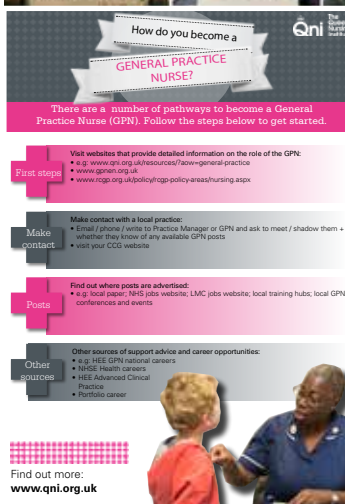 Qni
The
Queen's
Nursing
Institute
How do you become a
GENERAL PRACTICE
NURSE?
There are a number of pathways to become a General
Practice Nurse (GPN). Follow the steps below to get started.
First steps
Visit websites that provide detailed information on the role of the GPN:
• e.g: www.qni.org.uk/resources/?aow=general-practice
• www.gpnen.org.uk
• www.rcgp.org.uk/policy/rcgp-policy-areas/nursing.aspx
Make
contact
Make contact with a local practice:
• Email / phone / write to Practice Manager or GPN and ask to meet / shadow them +
whether they know of any available GPN posts
• visit your CCG website
Posts
Find out where posts are advertised:
• e.g: local paper; NHS jobs website; LMC jobs website; local training hubs; local GPN
conferences and events
Other
sources
Other sources of support advice and career opportunities:
• e.g: HEE GPN national careers
• NHSE Health careers
• HEE Advanced Clinical
Practice
• Portfolio career
Find out more:
www.qni.org.uk